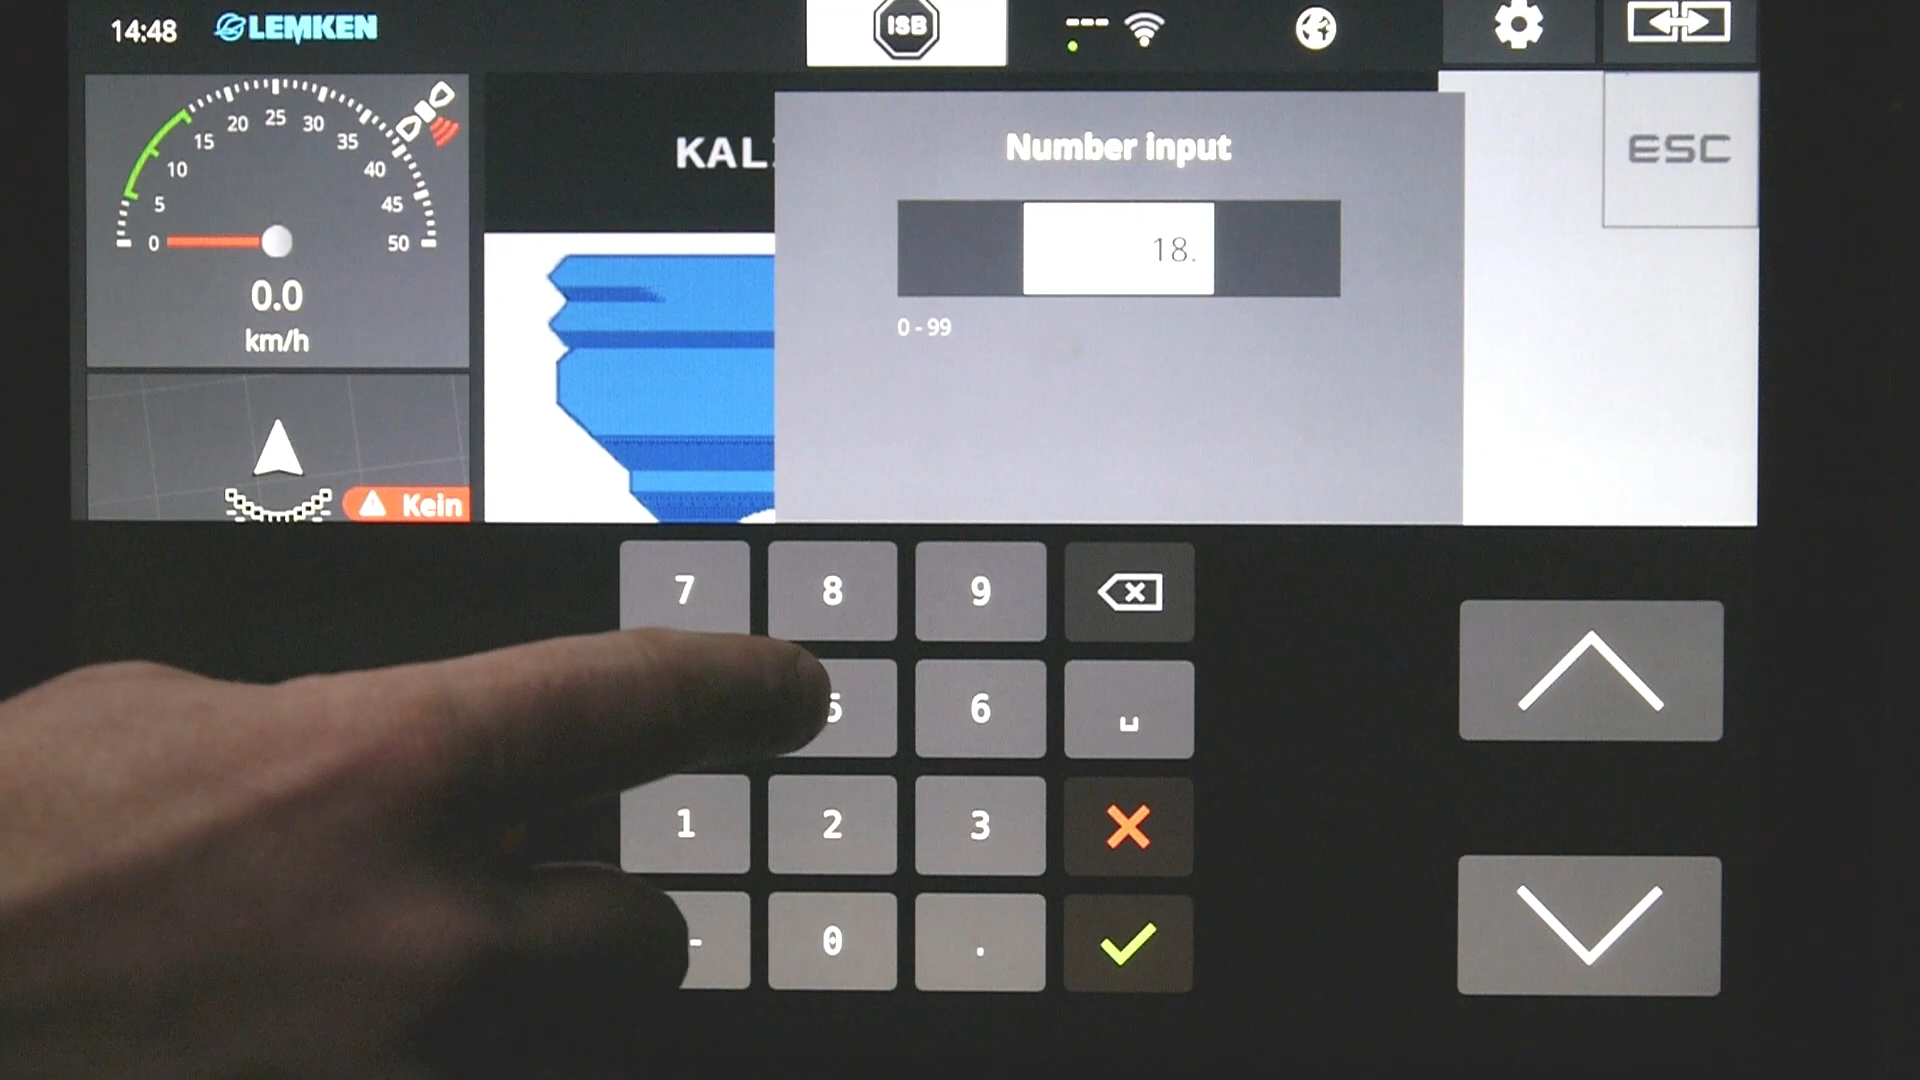 14:48 LEMKEN ISB
ESC
KAL
Number input
18.
0 - 99
0 5 10 15 20 25 30 35 40 45 50
0.0
km/h
Kein
7 8 9
5 6
1 2 3
- 0 .